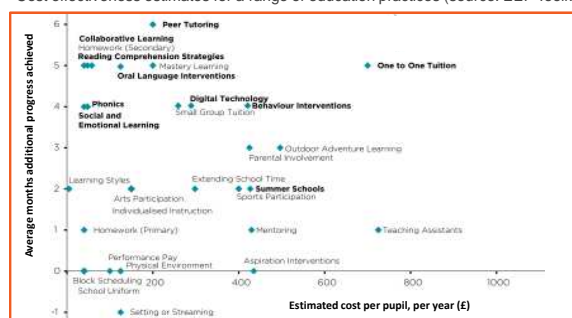 Cost effectiveness estimates for a range of education practices (source: EEF Toolkit
Average months additional progress achieved
6
5
4
3
2
1
0
-1
Peer Tutoring
Collaborative Learning
Homework (Secondary)
Reading Comprehension Strategies
Mastery Learning
One to One Tuition
Oral Language Interventions
Digital Technology
Phonics
Behaviour Interventions
Social and
Emotional Learning
Small Group Tuition
Outdoor Adventure Learning
Parental Involvement
Learning Styles
Extending School Time
Summer Schools
Arts Participation
Sports Participation
Individualised Instruction
Homework (Primary)
Mentoring
Teaching Assistants
Performance Pay
Physical Environment
Aspiration Interventions
Block Scheduling
School Uniform
200
400
600
800
1000
Estimated cost per pupil, per year (£)
Setting or Streaming